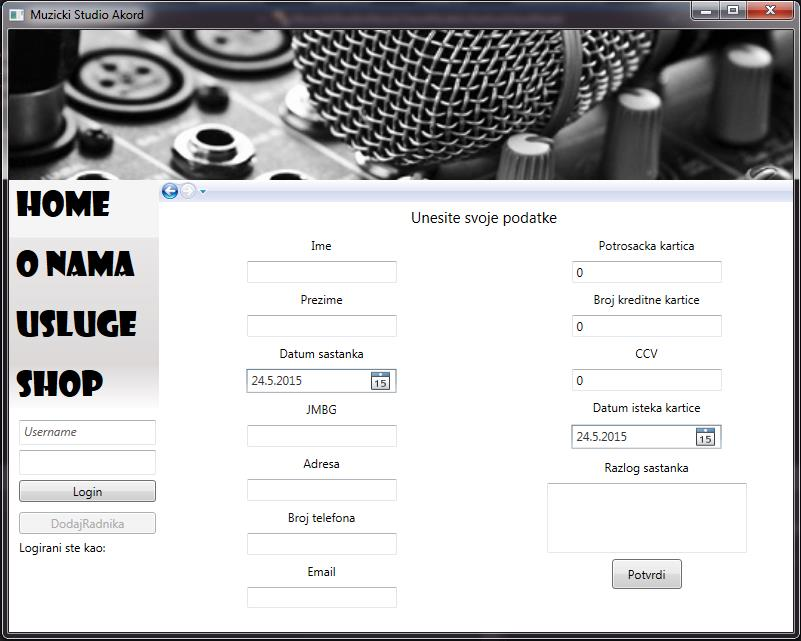 Muzicki Studio Akord
HOME
O NAMA
USLUGE
SHOP
Username
Login
DodajRadnika
Logirani ste kao:
Unesite svoje podatke
Ime
Prezime
Datum sastanka
24.5.2015
15
JMBG
Adresa
Broj telefona
Email
Potrosacka kartica
0
Broj kreditne kartice
0
CCV
0
Datum isteka kartice
24.5.2015
15
Razlog sastanka
Potvrdi